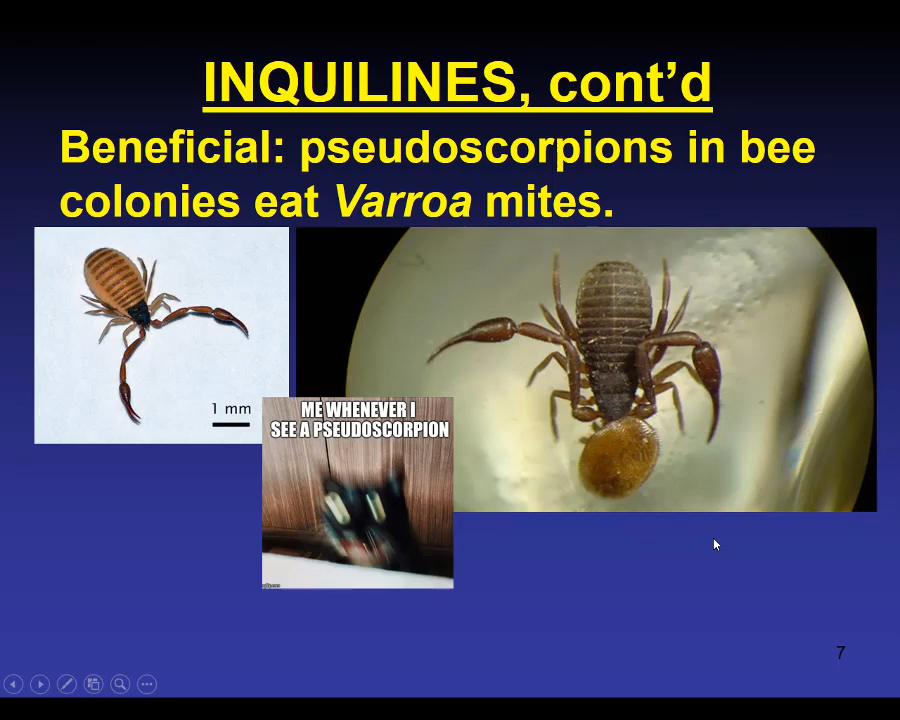 INQUILINES, cont’d
Beneficial: pseudoscorpions in bee
colonies eat Varroa mites.
1 mm
ME WHENEVER I
SEE A PSEUDOSCORPION
7